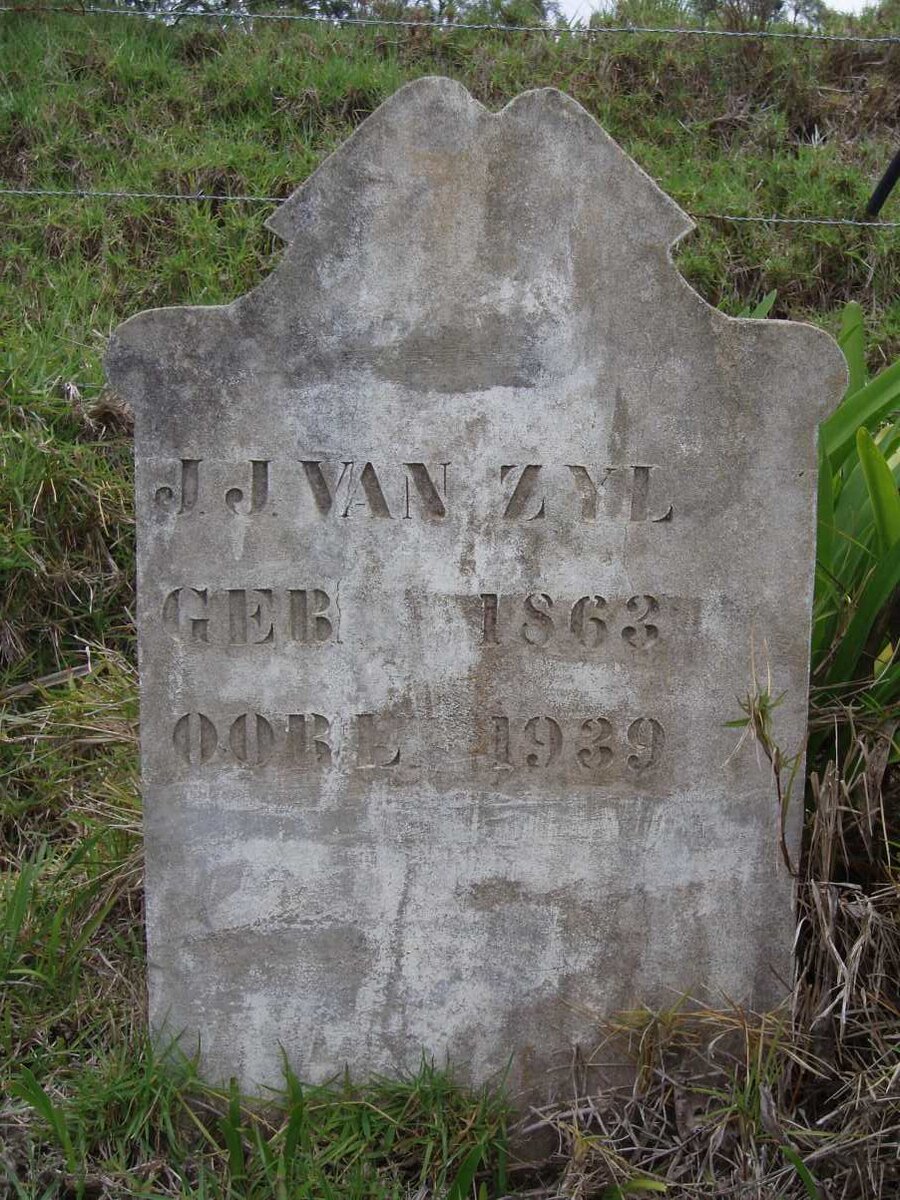 J.J. VAN ZYL
GEB 1863
OORL 1939